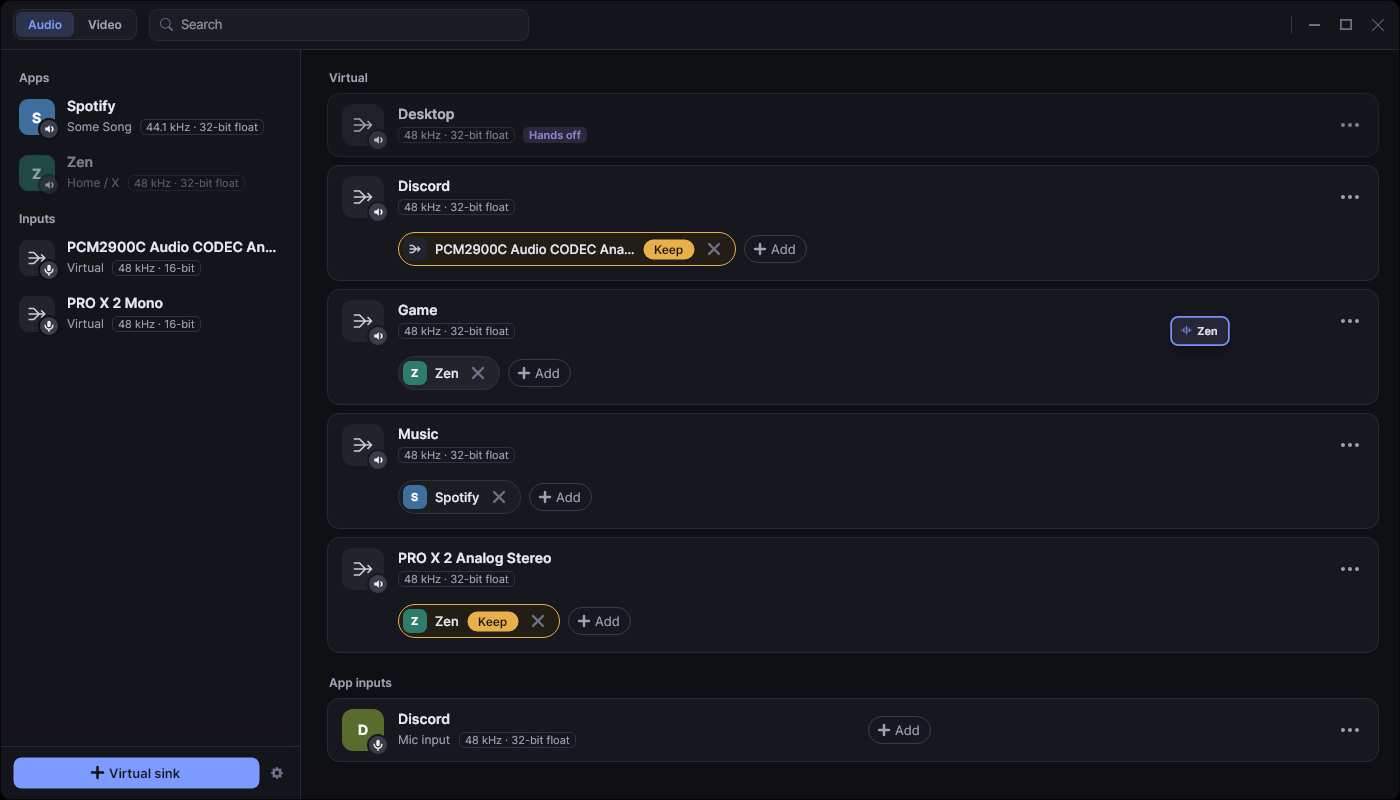 Audio Video Search
Apps
S Spotify
Some Song 44.1 kHz · 32-bit float
Z Zen
Home / X 48 kHz · 32-bit float
Inputs
PCM2900C Audio CODEC An...
Virtual 48 kHz · 16-bit
PRO X 2 Mono
Virtual 48 kHz · 16-bit
+ Virtual sink
Virtual
Desktop
48 kHz · 32-bit float Hands off
Discord
48 kHz · 32-bit float
PCM2900C Audio CODEC Ana... Keep + Add
Game
48 kHz · 32-bit float
Zen
Z Zen + Add
Music
48 kHz · 32-bit float
S Spotify + Add
PRO X 2 Analog Stereo
48 kHz · 32-bit float
Z Zen Keep + Add
App inputs
D Discord
Mic input 48 kHz · 32-bit float + Add